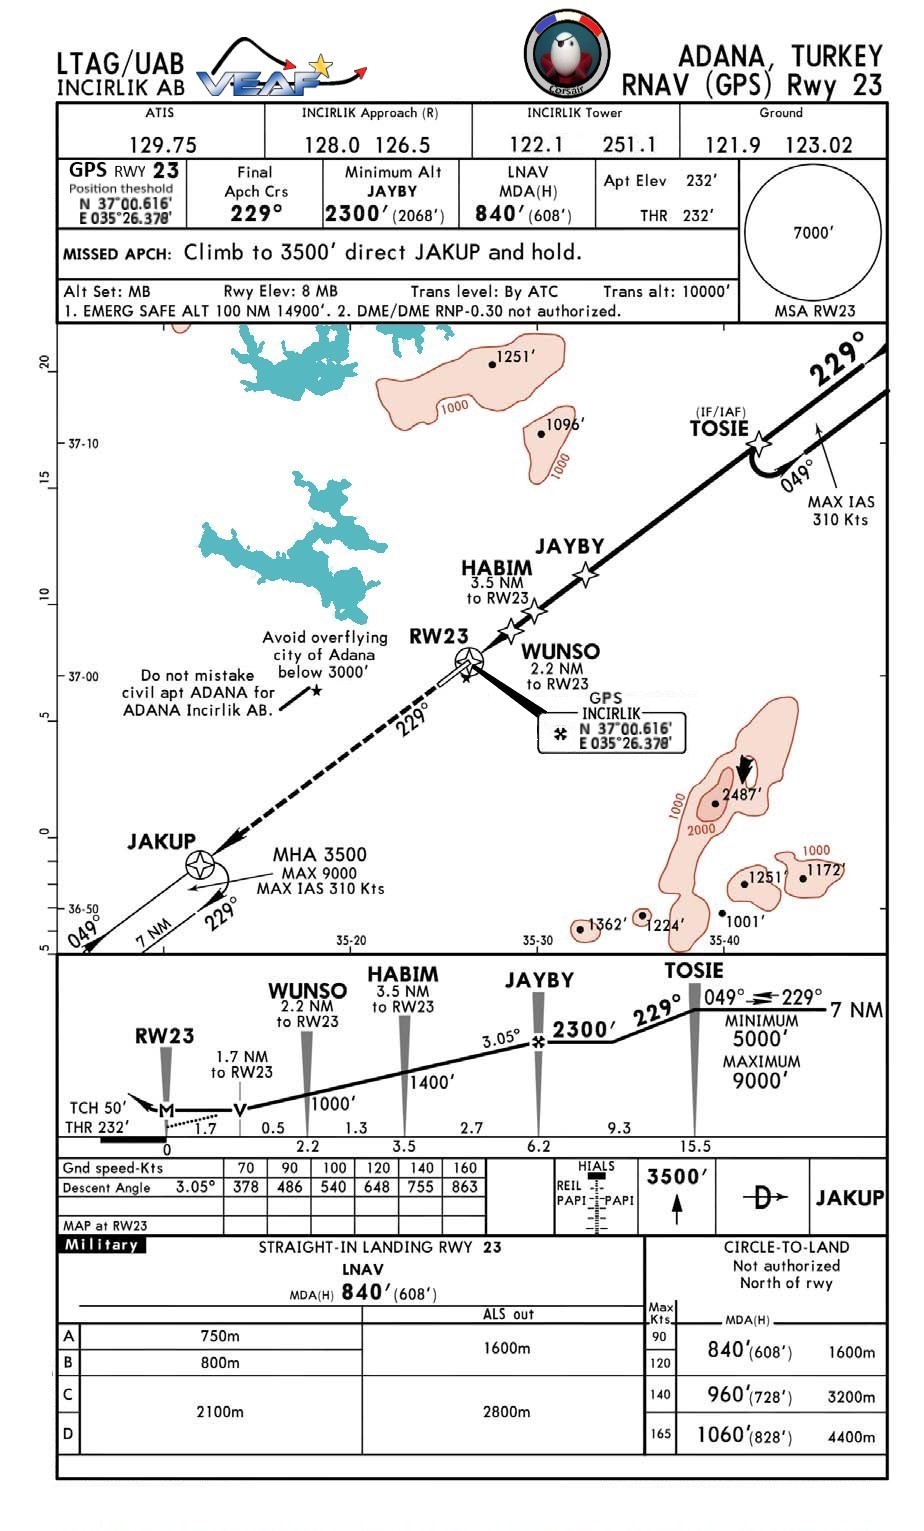 LTAG/UAB
INCIRLIK AB
VEAF
corsair
ADANA, TURKEY
RNAV (GPS) Rwy 23
ATIS
129.75
INCIRLIK Approach (R)
128.0 126.5
INCIRLIK Tower
122.1 251.1
Ground
121.9 123.02
GPS RWY 23
Position theshold
N 37°00.616'
E 035°26.378'
Final
Apch Crs
229°
Minimum Alt
JAYBY
2300' (2068')
LNAV
MDA(H)
840' (608')
Apt Elev 232'
THR 232'
7000'
MSA RW23
MISSED APCH: Climb to 3500' direct JAKUP and hold.
Alt Set: MB Rwy Elev: 8 MB Trans level: By ATC Trans alt: 10000'
1. EMERG SAFE ALT 100 NM 14900'. 2. DME/DME RNP-0.30 not authorized.
20
15
10
5
0
5
37-10
37-00
36-50
35-20
35-30
35-40
1251'
1000
1096'
1000
229°
(IF/IAF)
TOSIE
049°
MAX IAS
310 Kts
JAYBY
HABIM
3.5 NM
to RW23
RW23
WUNSO
2.2 NM
to RW23
Avoid overflying
city of Adana
below 3000'
Do not mistake
civil apt ADANA for
ADANA Incirlik AB.
GPS
INCIRLIK
N 37°00.616'
E 035°26.378'
229°
2487'
1000
2000
1000
1251'
1172'
1362'
1224'
1001'
JAKUP
MHA 3500
MAX 9000
MAX IAS 310 Kts
049°
7 NM
229°
RW23
1.7 NM
to RW23
WUNSO
2.2 NM
to RW23
HABIM
3.5 NM
to RW23
JAYBY
TOSIE
3.05°
2300'
229°
049°
229°
7 NM
MINIMUM
5000'
MAXIMUM
9000'
1400'
1000'
TCH 50'
M
V
THR 232'
1.7 0.5 1.3 2.7 9.3
0 2.2 3.5 6.2 15.5
Gnd speed-Kts 70 90 100 120 140 160
Descent Angle 3.05° 378 486 540 648 755 863
MAP at RW23
HIALS
REIL
PAPI PAPI
3500'
D
JAKUP
Military
STRAIGHT-IN LANDING RWY 23
LNAV
MDA(H) 840' (608')
ALS out
A 750m
B 800m
1600m
C
D
2100m
2800m
CIRCLE-TO-LAND
Not authorized
North of rwy
Max
Kts
MDA(H)
90
120
840'(608') 1600m
140 960'(728') 3200m
165 1060'(828') 4400m